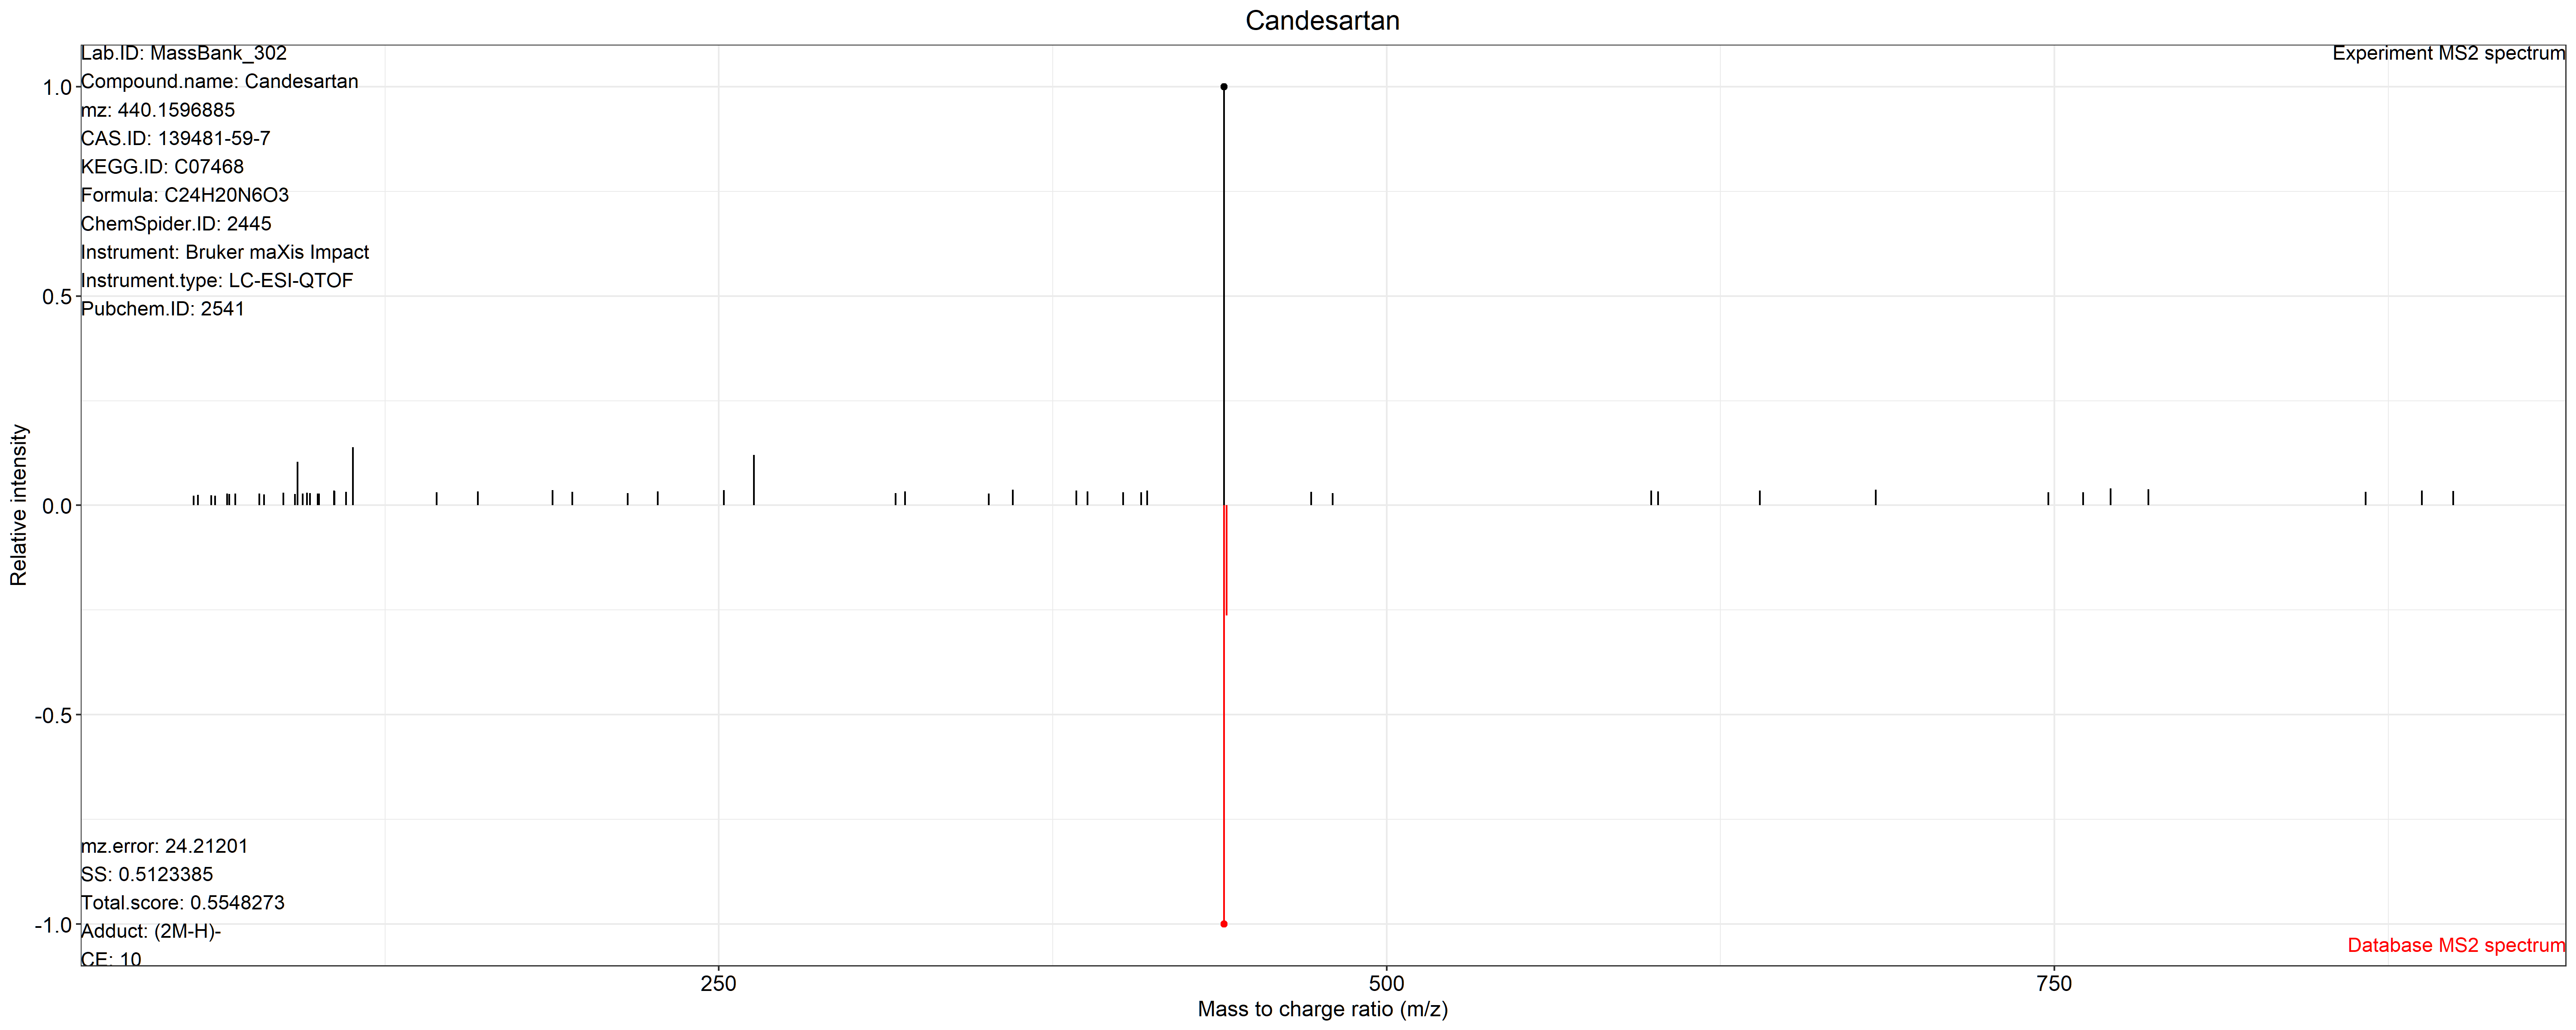 Candesartan
Lab.ID: MassBank_302
Experiment MS2 spectrum
Compound.name: Candesartan
mz: 440.1596885
CAS.ID: 139481-59-7
KEGG.ID: C07468
Formula: C24H20N6O3
ChemSpider.ID: 2445
Instrument: Bruker maXis Impact
Instrument.type: LC-ESI-QTOF
Pubchem.ID: 2541
1.0
0.5
0.0
-0.5
-1.0
Relative intensity
mz.error: 24.21201
SS: 0.5123385
Total.score: 0.5548273
Adduct: (2M-H)-
CE: 10
Database MS2 spectrum
250
500
750
Mass to charge ratio (m/z)